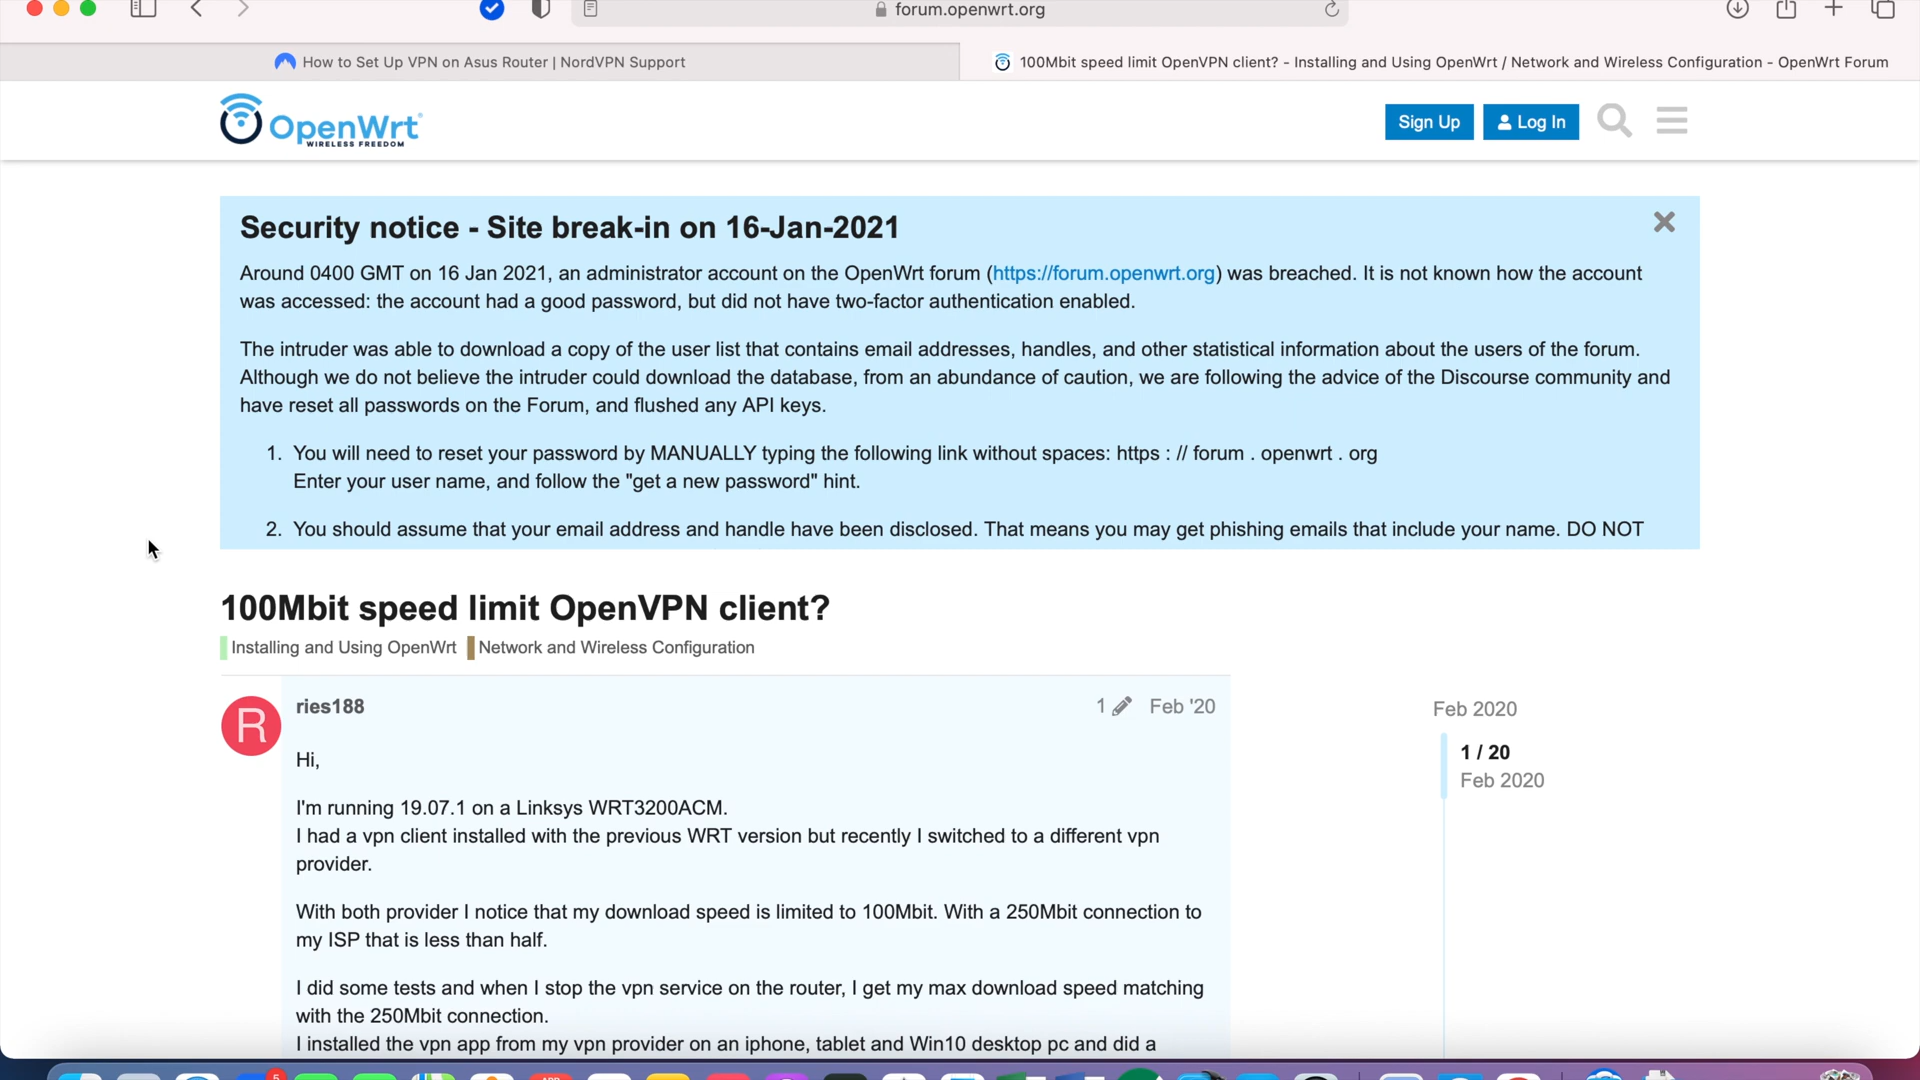 forum.openwrt.org
How to Set Up VPN on Asus Router | NordVPN Support
100Mbit speed limit OpenVPN client? - Installing and Using OpenWrt / Network and Wireless Configuration - OpenWrt Forum
OpenWrt
WIRELESS FREEDOM
Sign Up
Log In
Security notice - Site break-in on 16-Jan-2021
Around 0400 GMT on 16 Jan 2021, an administrator account on the OpenWrt forum (https://forum.openwrt.org) was breached. It is not known how the account
was accessed: the account had a good password, but did not have two-factor authentication enabled.
The intruder was able to download a copy of the user list that contains email addresses, handles, and other statistical information about the users of the forum.
Although we do not believe the intruder could download the database, from an abundance of caution, we are following the advice of the Discourse community and
have reset all passwords on the Forum, and flushed any API keys.
1. You will need to reset your password by MANUALLY typing the following link without spaces: https : // forum . openwrt . org
Enter your user name, and follow the "get a new password" hint.
2. You should assume that your email address and handle have been disclosed. That means you may get phishing emails that include your name. DO NOT
100Mbit speed limit OpenVPN client?
Installing and Using OpenWrt Network and Wireless Configuration
R
ries188
1 Feb '20
Hi,
I'm running 19.07.1 on a Linksys WRT3200ACM.
I had a vpn client installed with the previous WRT version but recently I switched to a different vpn
provider.
With both provider I notice that my download speed is limited to 100Mbit. With a 250Mbit connection to
my ISP that is less than half.
I did some tests and when I stop the vpn service on the router, I get my max download speed matching
with the 250Mbit connection.
I installed the vpn app from my vpn provider on an iphone, tablet and Win10 desktop pc and did a
Feb 2020
1 / 20
Feb 2020
5